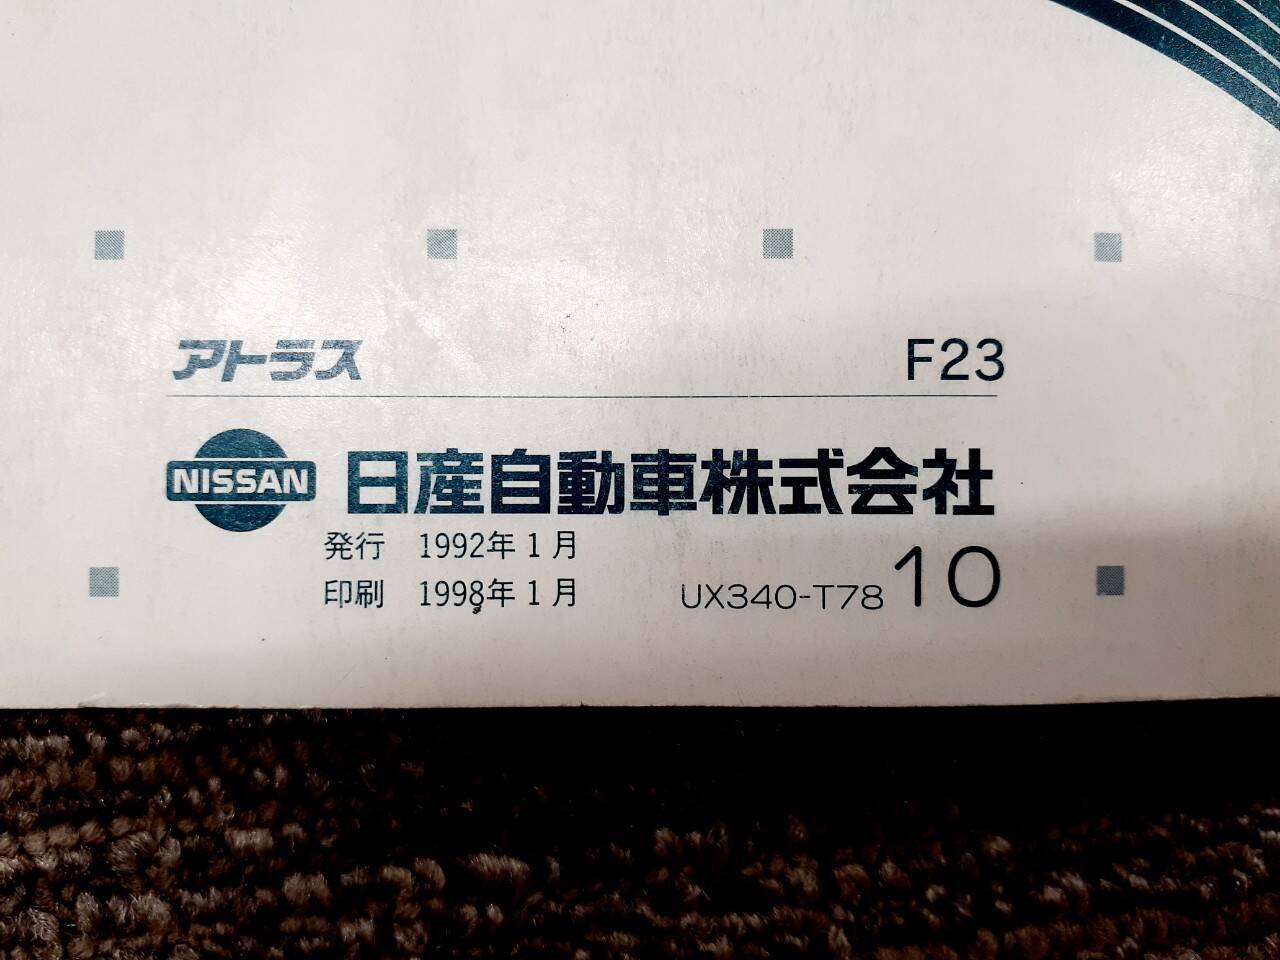 アトラス F23
NISSAN 日産自動車株式会社
発行 1992年1月
印刷 1998年1月 UX340-T78 10